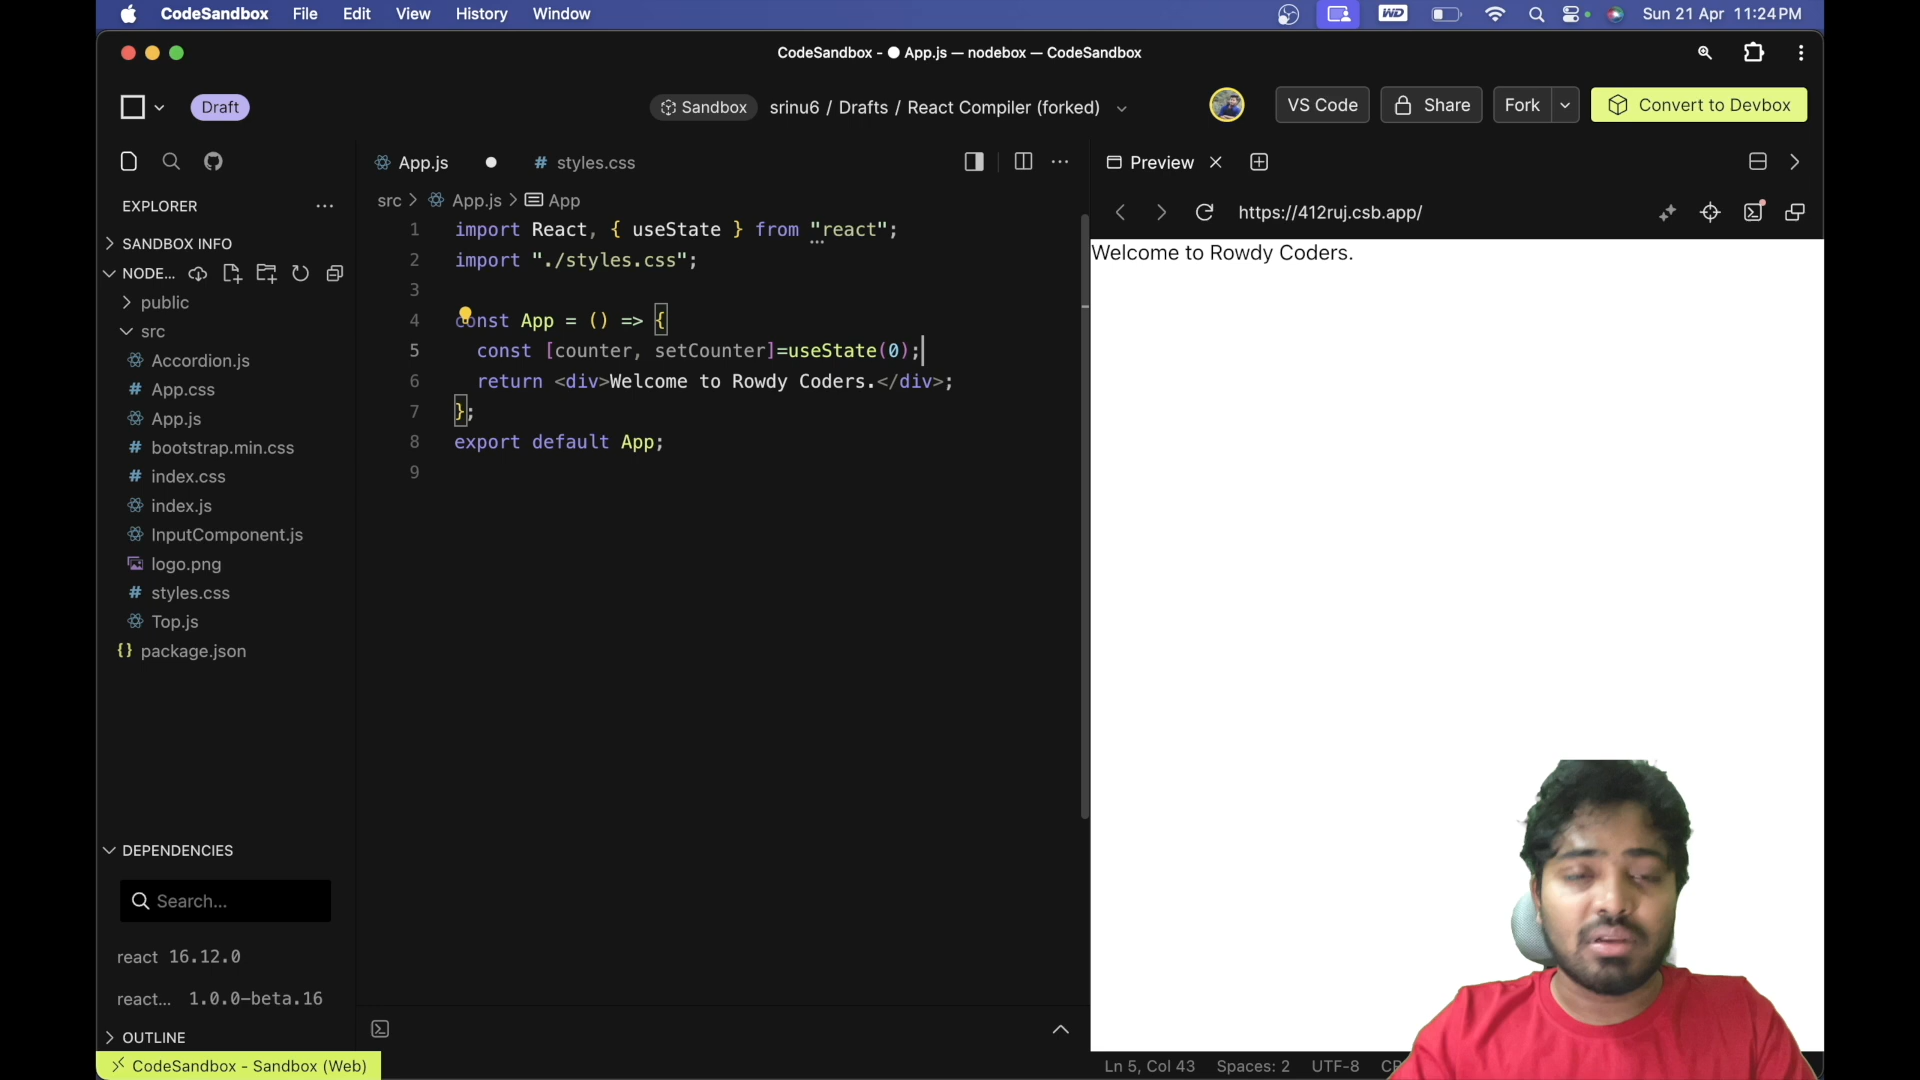 CodeSandbox File Edit View History Window WD Sun 21 Apr 11:24 PM
CodeSandbox - ● App.js — nodebox — CodeSandbox
Draft
Sandbox srinu6 / Drafts / React Compiler (forked)
VS Code Share Fork Convert to Devbox
App.js
# styles.css
Preview
EXPLORER
src > App.js > App
https://412ruj.csb.app/
SANDBOX INFO
NODE...
public
src
Accordion.js
# App.css
App.js
# bootstrap.min.css
# index.css
index.js
InputComponent.js
logo.png
# styles.css
Top.js
{} package.json
1 import React, { useState } from "react";
2 import "./styles.css";
3
4 const App = () => {
5 const [counter, setCounter]=useState(0);
6 return <div>Welcome to Rowdy Coders.</div>;
7 };
8 export default App;
9
Welcome to Rowdy Coders.
DEPENDENCIES
Search...
react 16.12.0
react... 1.0.0-beta.16
OUTLINE
CodeSandbox - Sandbox (Web)
Ln 5, Col 43 Spaces: 2 UTF-8